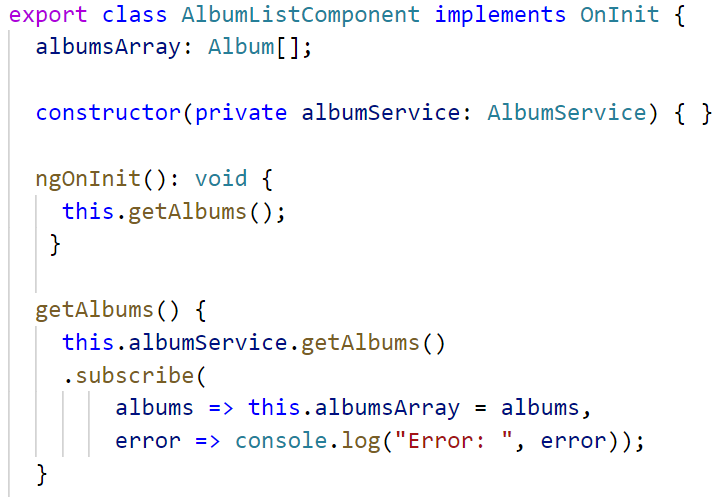 export class AlbumListComponent implements OnInit {
albumsArray: Album[];
constructor(private albumService: AlbumService) { }
ngOnInit(): void {
this.getAlbums();
}
getAlbums() {
this.albumService.getAlbums()
.subscribe(
albums => this.albumsArray = albums,
error => console.log("Error: ", error));
}